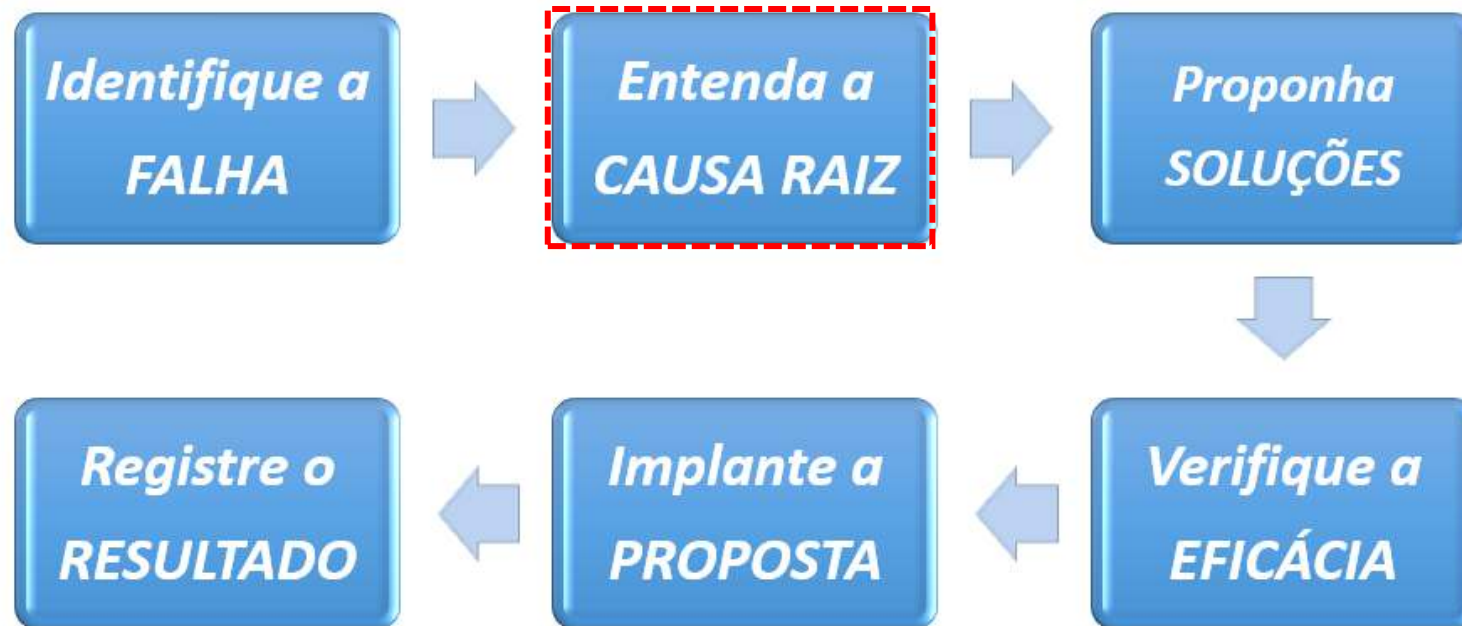 Identifique a
FALHA
Entenda a
CAUSA RAIZ
Proponha
SOLUÇÕES
Verifique a
EFICÁCIA
Implante a
PROPOSTA
Registre o
RESULTADO